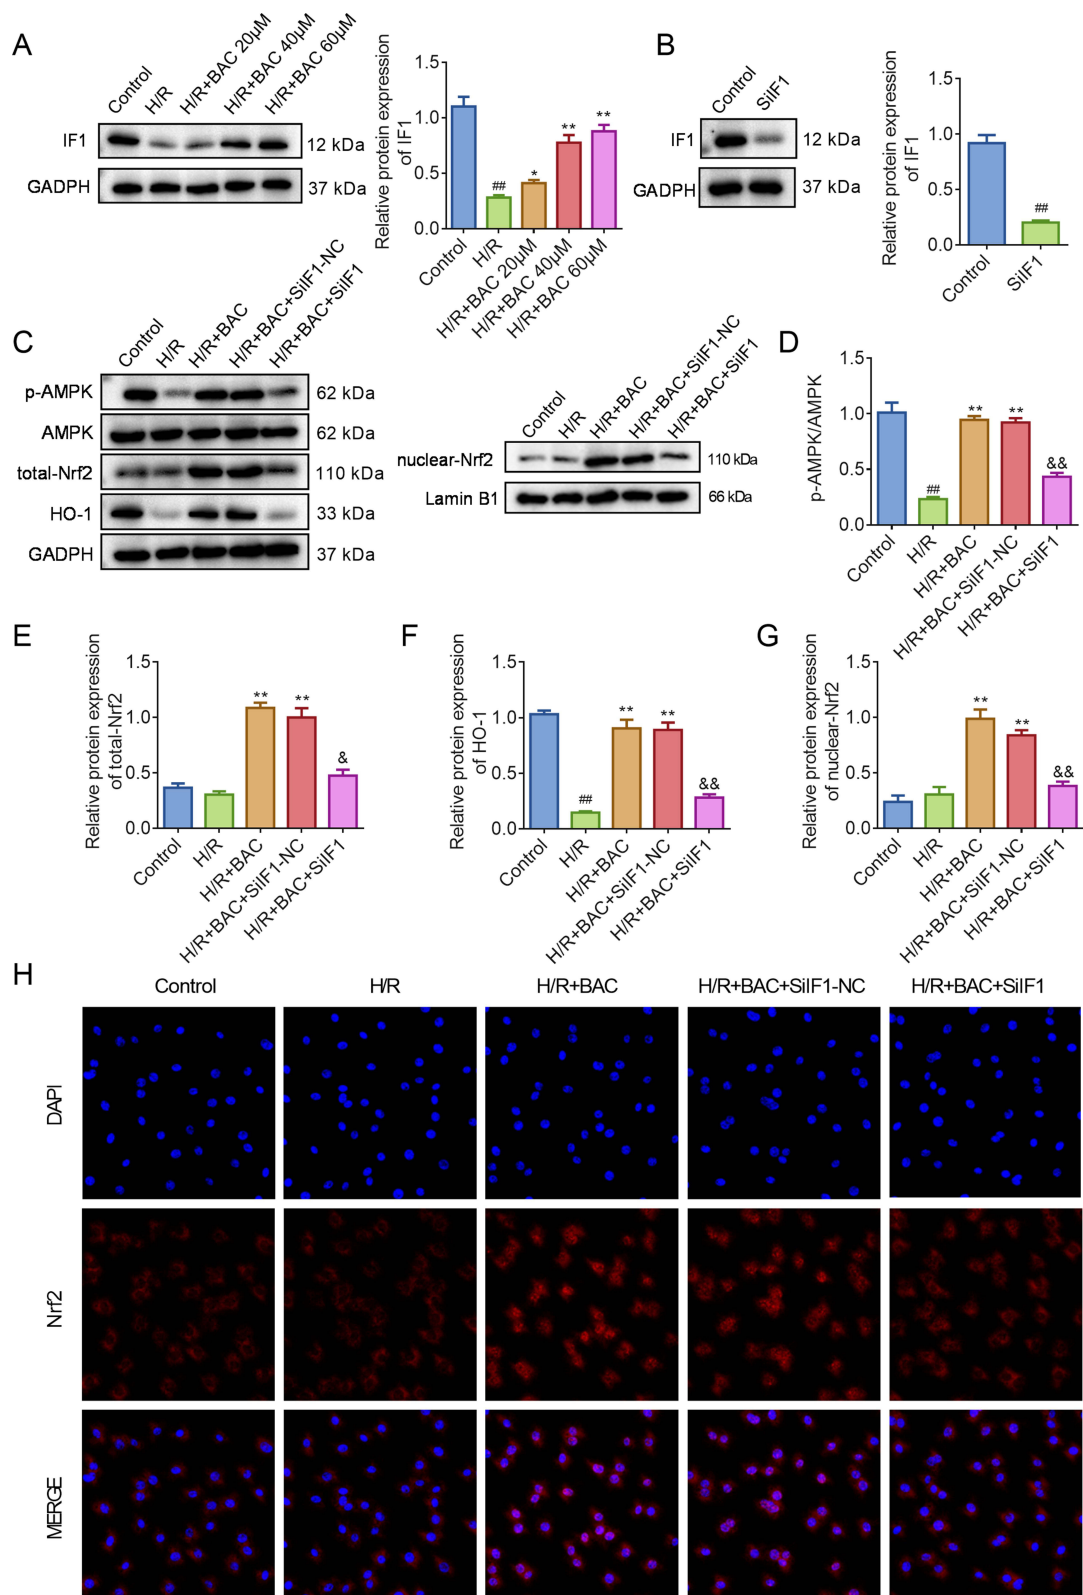 A
Control
H/R
H/R+BAC 20μM
H/R+BAC 40μM
H/R+BAC 60μM
IF1
12 kDa
GADPH
37 kDa
Relative protein expression
of IF1
1.5
1.0
0.5
0.0
##
*
**
**
Control
H/R
H/R+BAC 20μM
H/R+BAC 40μM
H/R+BAC 60μM
B
Control
SiIF1
IF1
12 kDa
GADPH
37 kDa
Relative protein expression
of IF1
1.5
1.0
0.5
0.0
##
Control
SiIF1
C
Control
H/R
H/R+BAC
H/R+BAC+SiIF1-NC
H/R+BAC+SiIF1
p-AMPK
62 kDa
AMPK
62 kDa
total-Nrf2
110 kDa
HO-1
33 kDa
GADPH
37 kDa
Control
H/R
H/R+BAC
H/R+BAC+SiIF1-NC
H/R+BAC+SiIF1
nuclear-Nrf2
110 kDa
Lamin B1
66 kDa
D
p-AMPK/AMPK
1.5
1.0
0.5
0.0
##
**
**
&&
Control
H/R
H/R+BAC
H/R+BAC+SiIF1-NC
H/R+BAC+SiIF1
E
Relative protein expression
of total-Nrf2
1.5
1.0
0.5
0.0
**
**
&
Control
H/R
H/R+BAC
H/R+BAC+SiIF1-NC
H/R+BAC+SiIF1
F
Relative protein expression
of HO-1
1.5
1.0
0.5
0.0
##
**
**
&&
Control
H/R
H/R+BAC
H/R+BAC+SiIF1-NC
H/R+BAC+SiIF1
G
Relative protein expression
of nuclear-Nrf2
1.5
1.0
0.5
0.0
**
**
&&
Control
H/R
H/R+BAC
H/R+BAC+SiIF1-NC
H/R+BAC+SiIF1
H
Control
H/R
H/R+BAC
H/R+BAC+SiIF1-NC
H/R+BAC+SiIF1
DAPI
Nrf2
MERGE